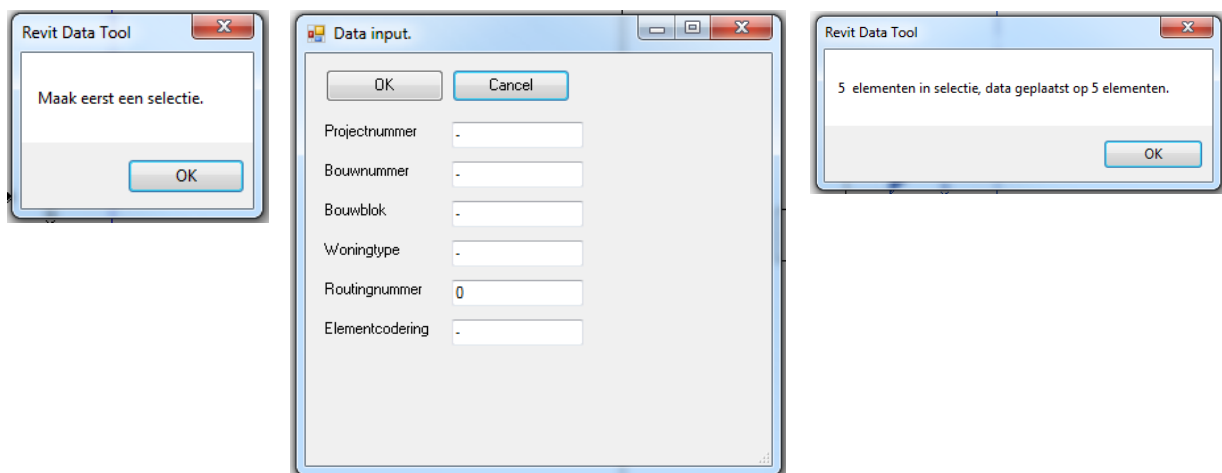 Revit Data Tool
Maak eerst een selectie.
OK
Data input.
OK Cancel
Projectnummer -
Bouwnummer -
Bouwblok -
Woningtype -
Routingnummer 0
Elementcodering -
Revit Data Tool
5 elementen in selectie, data geplaatst op 5 elementen.
OK